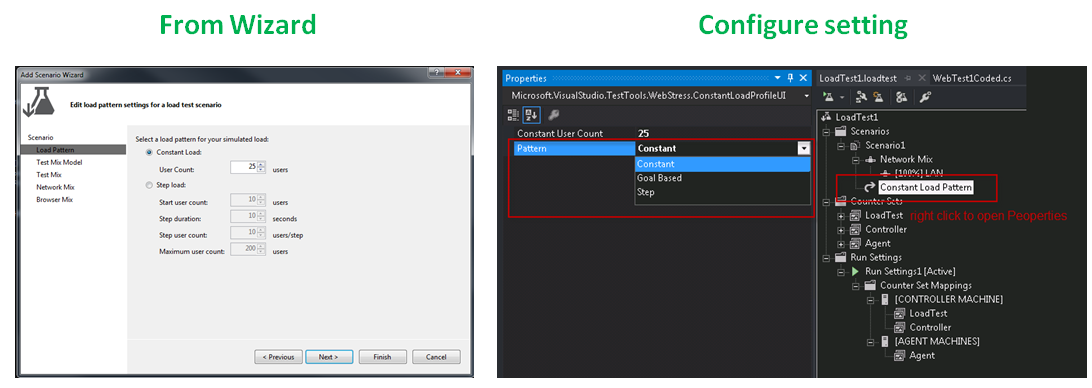 From Wizard
Configure setting
Add Scenario Wizard
Edit load pattern settings for a load test scenario
Scenario
Load Pattern
Test Mix Model
Test Mix
Network Mix
Browser Mix
Select a load pattern for your simulated load:
Constant Load:
User Count: 25 users
Step load:
Start user count: 10 users
Step duration: 10 seconds
Step user count: 10 users/step
Maximum user count: 200 users
< Previous
Next >
Finish
Cancel
Properties
Microsoft.VisualStudio.TestTools.WebStress.ConstantLoadProfileUI
Constant User Count 25
Pattern Constant
Constant
Goal Based
Step
LoadTest1.loadtest
WebTest1Coded.cs
LoadTest1
Scenarios
Scenario1
Network Mix
[100%] LAN
Constant Load Pattern
Counter Sets
LoadTest right click to open Peoperties
Controller
Agent
Run Settings
Run Settings1 [Active]
Counter Set Mappings
[CONTROLLER MACHINE]
LoadTest
Controller
[AGENT MACHINES]
Agent